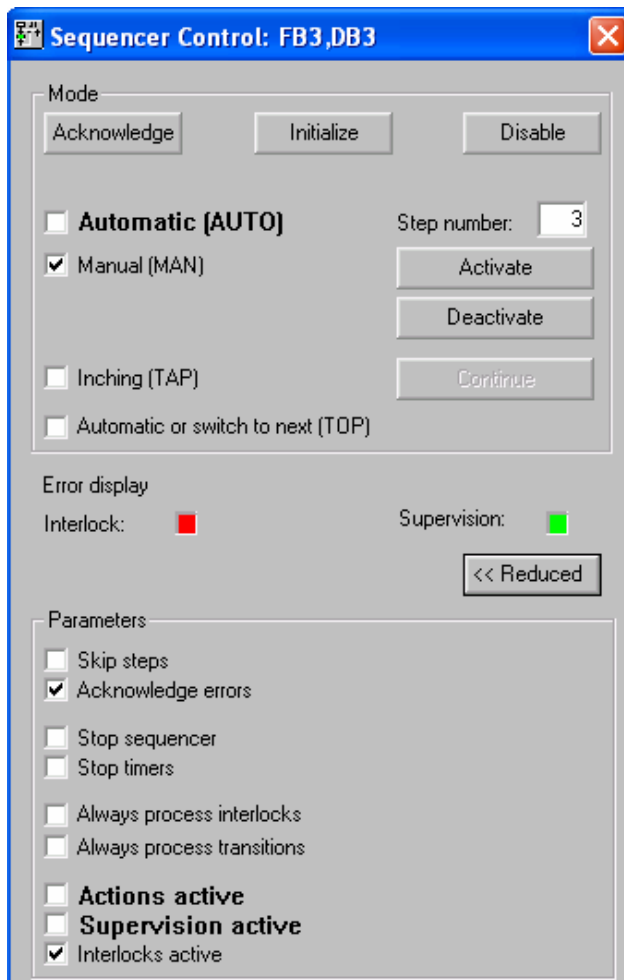 Sequencer Control: FB3,DB3
Mode
Acknowledge Initialize Disable
Automatic (AUTO) Step number: 3
Manual (MAN) Activate
Deactivate
Inching (TAP) Continue
Automatic or switch to next (TOP)
Error display
Interlock: Supervision:
<< Reduced
Parameters
Skip steps
Acknowledge errors
Stop sequencer
Stop timers
Always process interlocks
Always process transitions
Actions active
Supervision active
Interlocks active